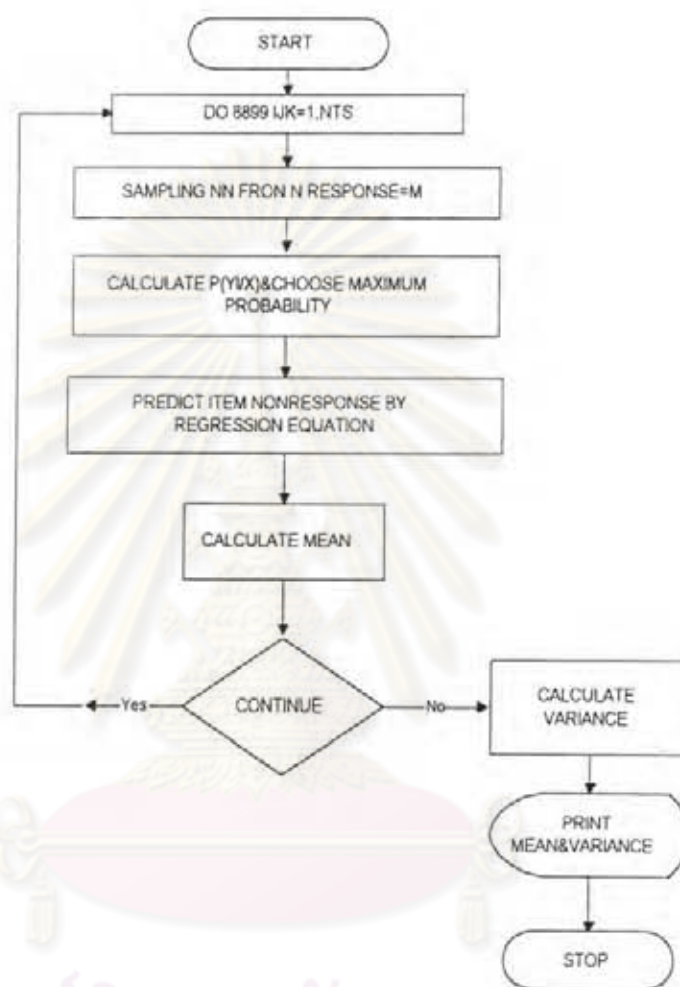 START
DO 8899 IJK=1,NTS
SAMPLING NN FRON N RESPONSE=M
CALCULATE P(YI/X)&CHOOSE MAXIMUM
PROBABILITY
PREDICT ITEM NONRESPONSE BY
REGRESSION EQUATION
CALCULATE MEAN
CONTINUE
Yes
No
CALCULATE
VARIANCE
PRINT
MEAN&VARIANCE
STOP